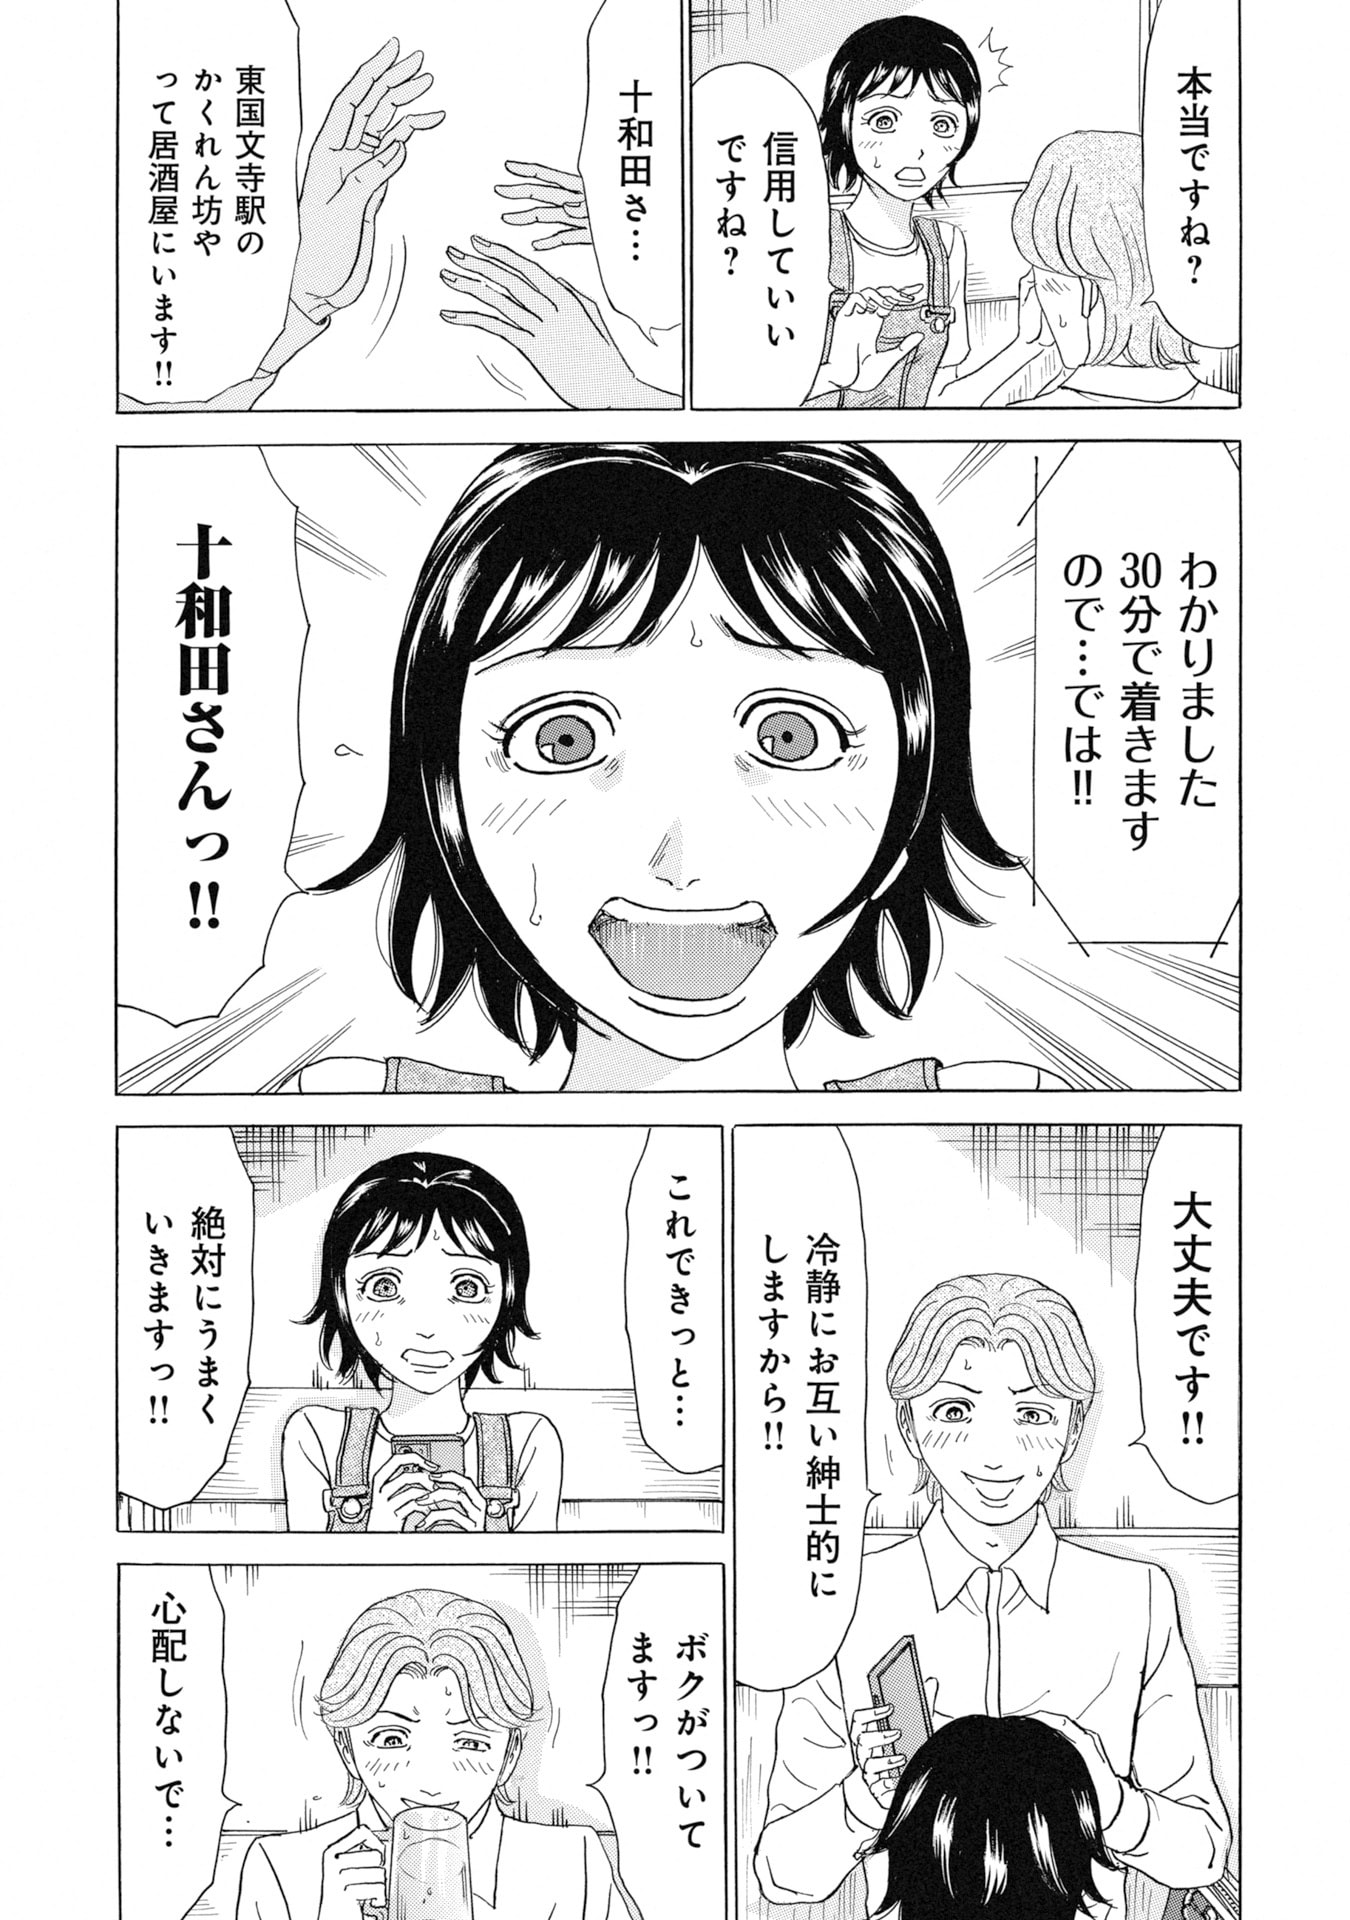 本当ですね?
信用していい
ですね?
十和田さ…
東国文寺駅の
かくれん坊や
って居酒屋にいます!!
わかりました
30分で着きます
ので…では!!
十和田さんっ!!
大丈夫です!!
冷静にお互い紳士的に
しますから!!
これできっと…
絶対にうまく
いきますっ!!
ボクがついて
ますっ!!
心配しないで…